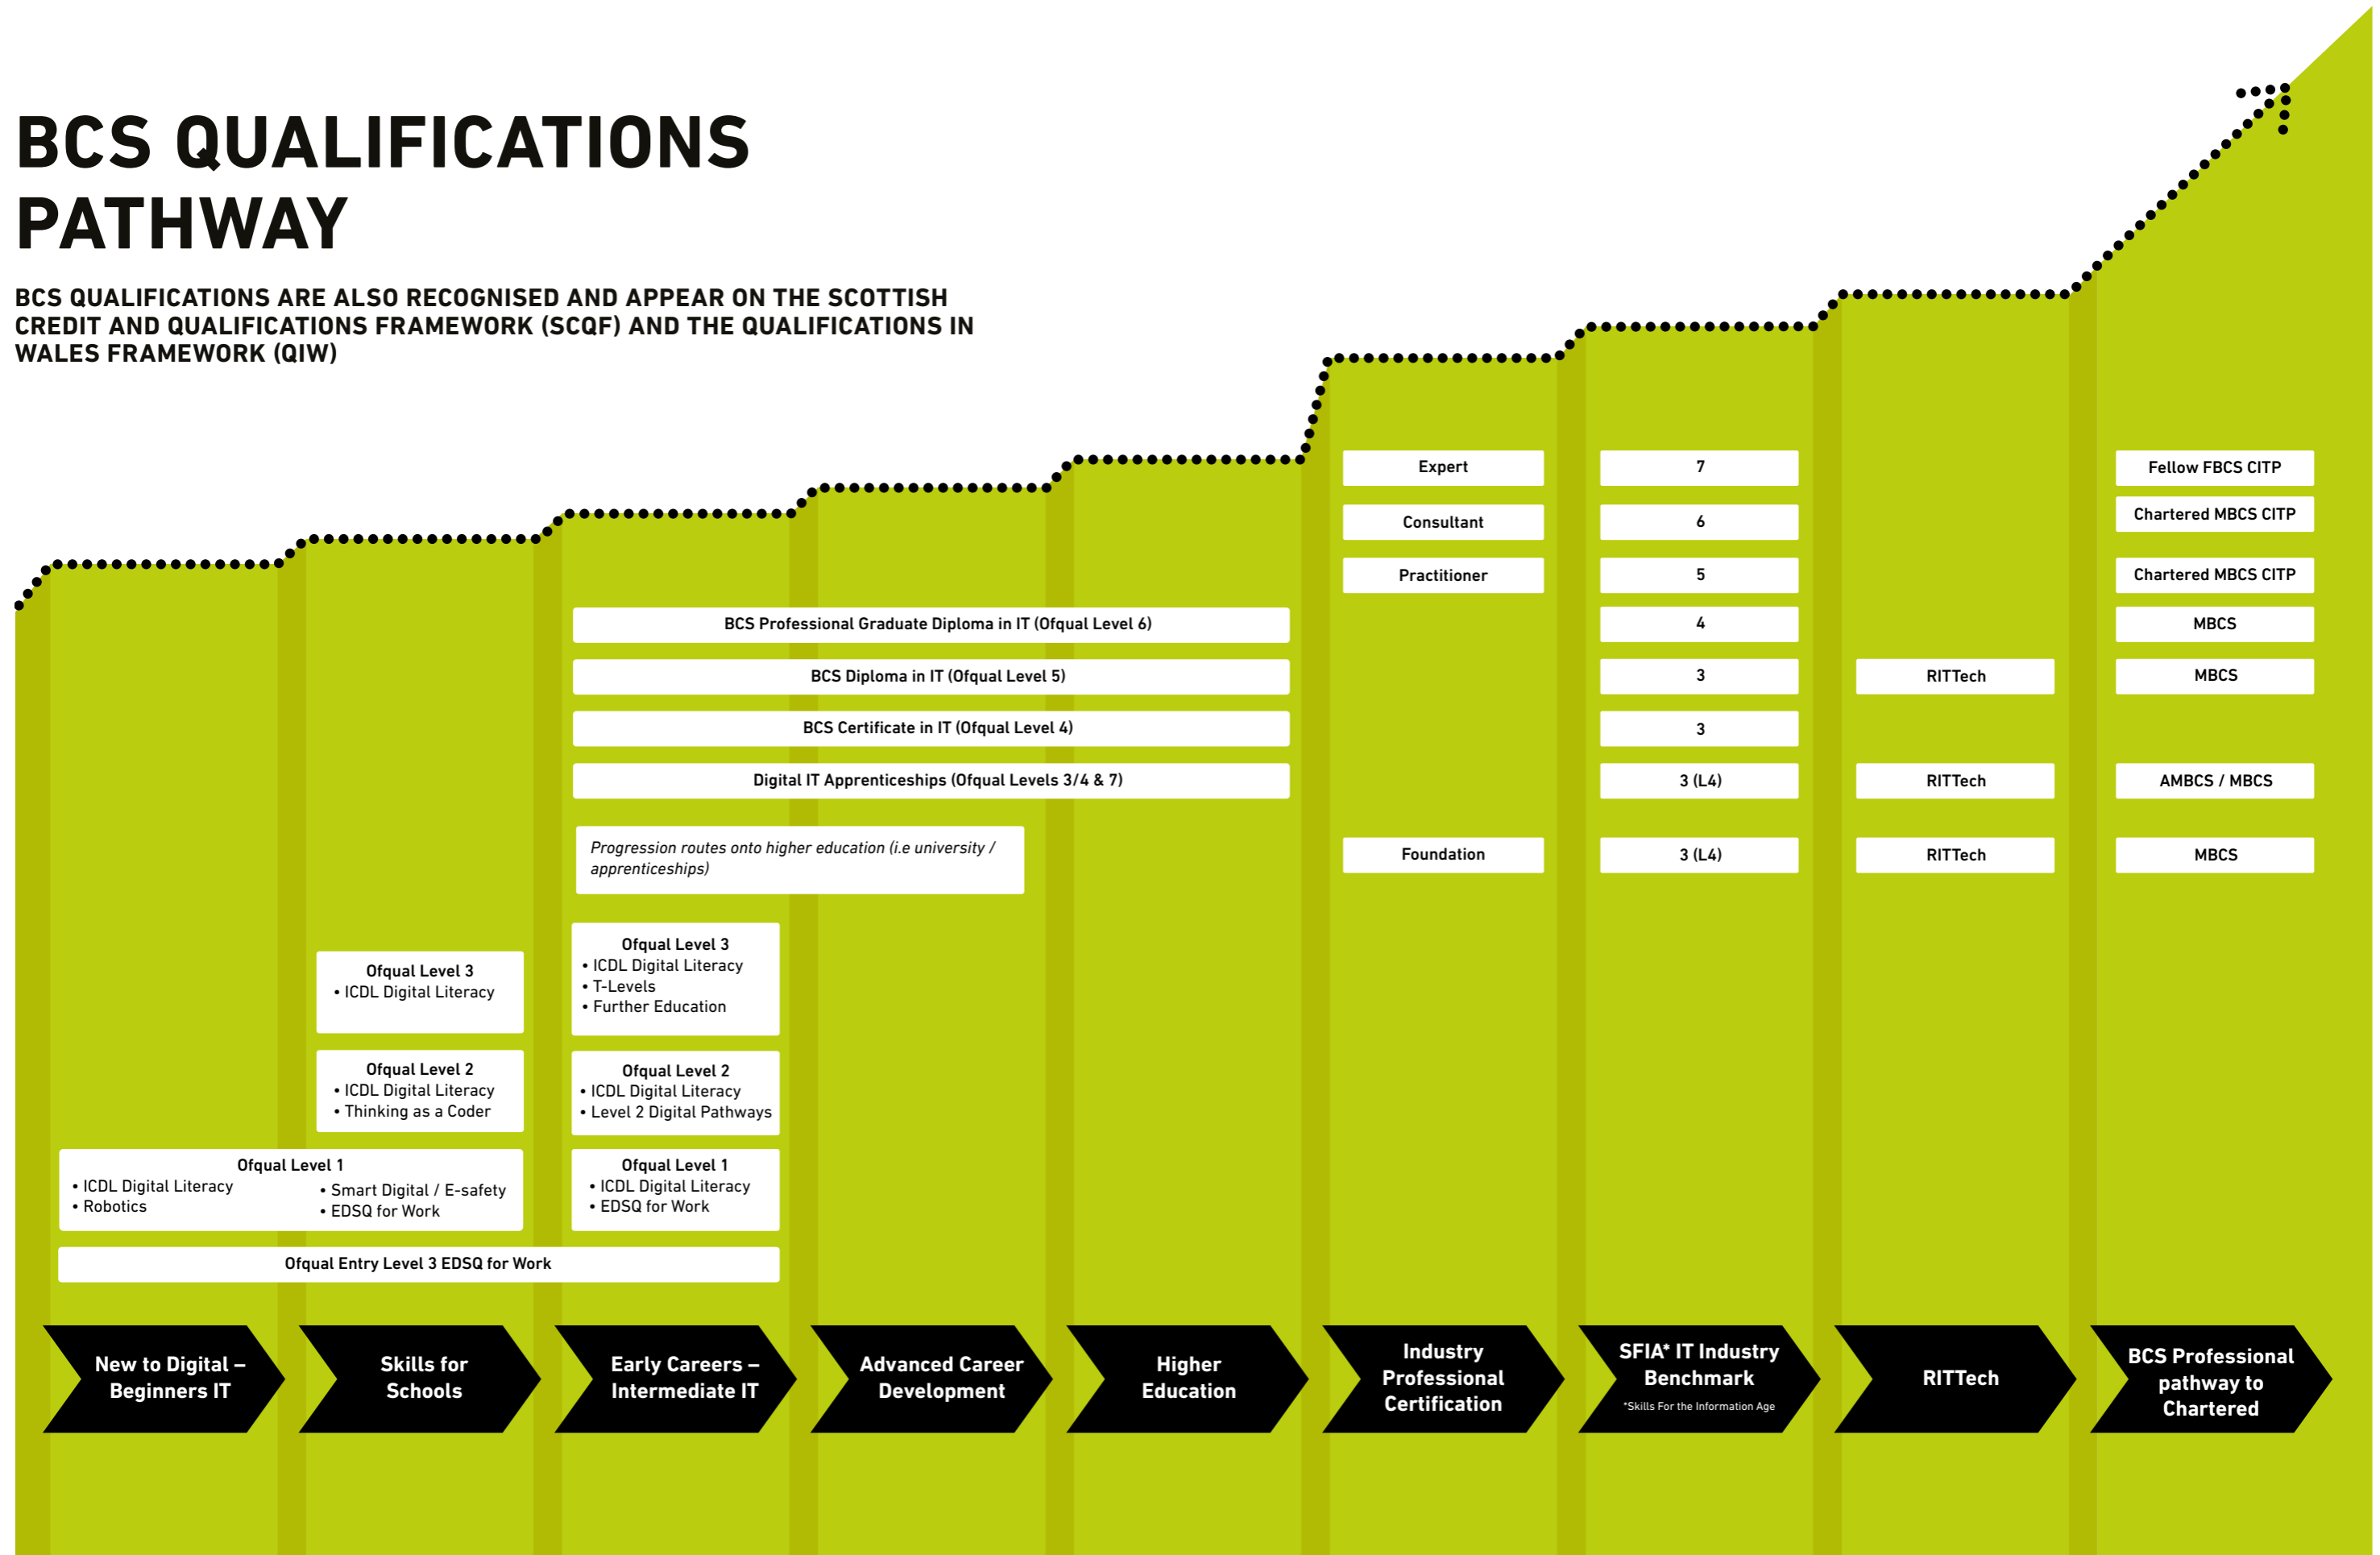 BCS QUALIFICATIONS
PATHWAY
BCS QUALIFICATIONS ARE ALSO RECOGNISED AND APPEAR ON THE SCOTTISH
CREDIT AND QUALIFICATIONS FRAMEWORK (SCQF) AND THE QUALIFICATIONS IN
WALES FRAMEWORK (QIW)
Expert
7
Fellow FBCS CITP
Consultant
6
Chartered MBCS CITP
Practitioner
5
Chartered MBCS CITP
BCS Professional Graduate Diploma in IT (Ofqual Level 6)
4
MBCS
BCS Diploma in IT (Ofqual Level 5)
3
RITTech
MBCS
BCS Certificate in IT (Ofqual Level 4)
3
Digital IT Apprenticeships (Ofqual Levels 3/4 & 7)
3 (L4)
RITTech
AMBCS / MBCS
Progression routes onto higher education (i.e university /
apprenticeships)
Foundation
3 (L4)
RITTech
MBCS
Ofqual Level 3
• ICDL Digital Literacy
Ofqual Level 3
• ICDL Digital Literacy
• T-Levels
• Further Education
Ofqual Level 2
• ICDL Digital Literacy
• Thinking as a Coder
Ofqual Level 2
• ICDL Digital Literacy
• Level 2 Digital Pathways
Ofqual Level 1
• ICDL Digital Literacy
• Robotics
• Smart Digital / E-safety
• EDSQ for Work
Ofqual Level 1
• ICDL Digital Literacy
• EDSQ for Work
Ofqual Entry Level 3 EDSQ for Work
New to Digital –
Beginners IT
Skills for
Schools
Early Careers –
Intermediate IT
Advanced Career
Development
Higher
Education
Industry
Professional
Certification
SFIA* IT Industry
Benchmark
*Skills For the Information Age
RITTech
BCS Professional
pathway to
Chartered